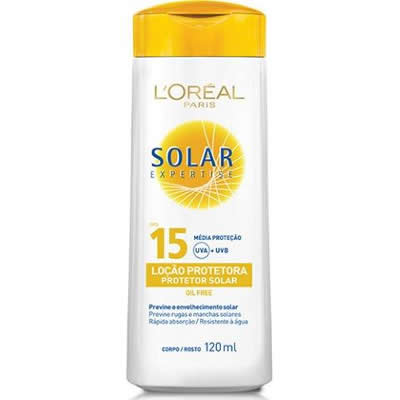 L'ORÉAL
PARIS
SOLAR
EXPERTISE
FPS
15
MÉDIA PROTEÇÃO
UVA + UVB
LOÇÃO PROTETORA
PROTETOR SOLAR
OIL FREE
Previne o envelhecimento solar
Previne rugas e manchas solares
Rápida absorção / Resistente à água
CORPO / ROSTO 120 ml